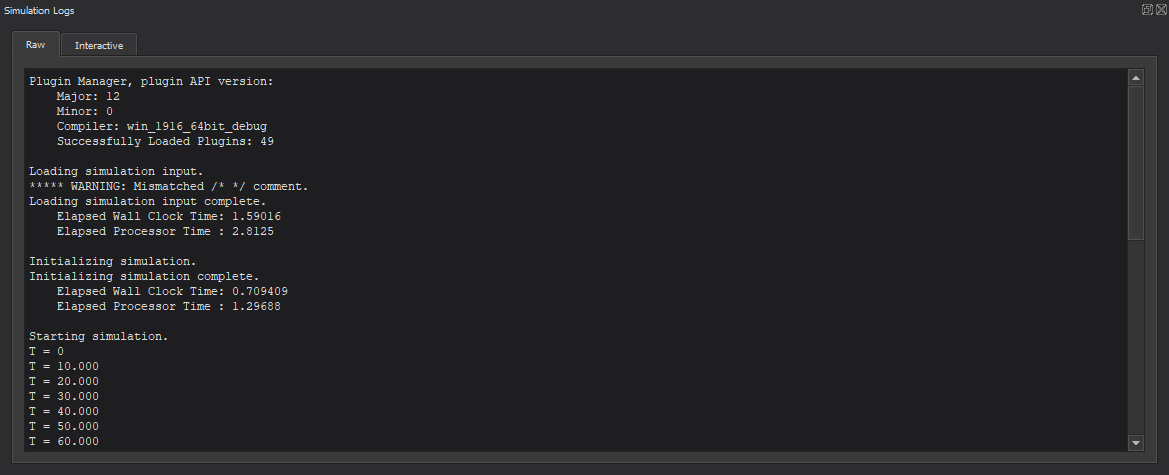 Simulation Logs
Raw
Interactive
Plugin Manager, plugin API version:
Major: 12
Minor: 0
Compiler: win_1916_64bit_debug
Successfully Loaded Plugins: 49
Loading simulation input.
***** WARNING: Mismatched /* */ comment.
Loading simulation input complete.
Elapsed Wall Clock Time: 1.59016
Elapsed Processor Time : 2.8125
Initializing simulation.
Initializing simulation complete.
Elapsed Wall Clock Time: 0.709409
Elapsed Processor Time : 1.29688
Starting simulation.
T = 0
T = 10.000
T = 20.000
T = 30.000
T = 40.000
T = 50.000
T = 60.000